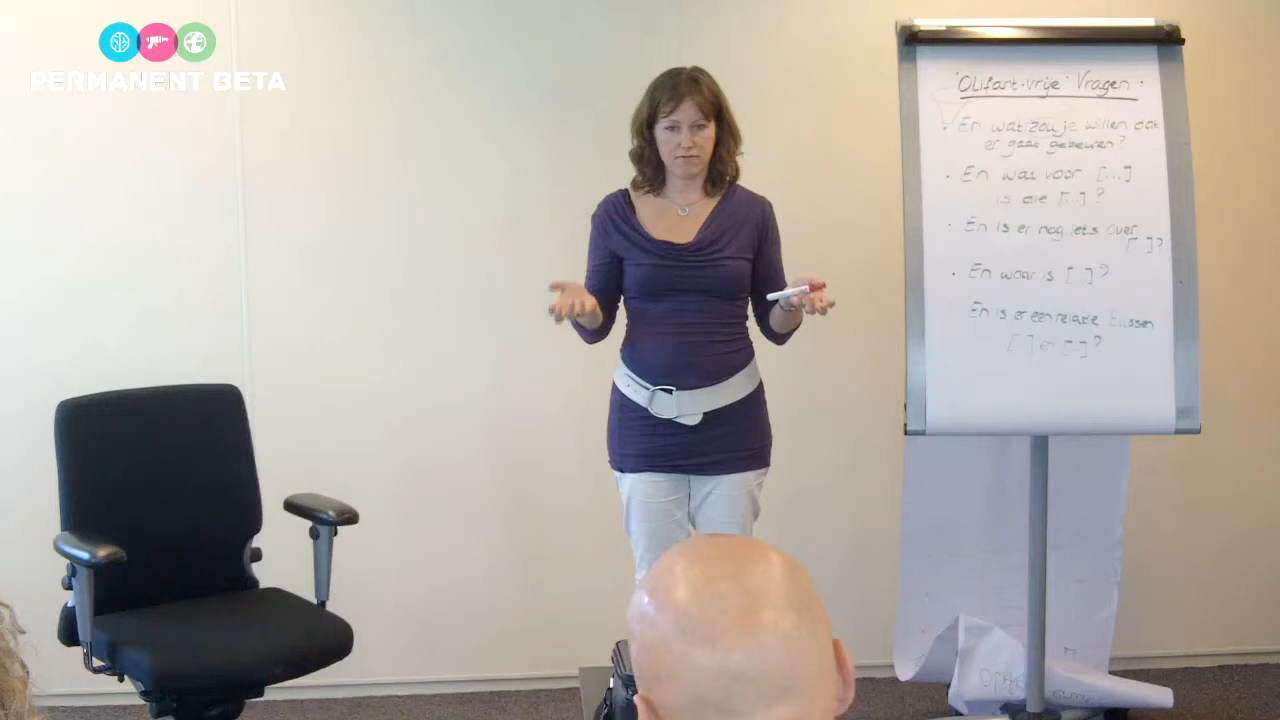 PERMANENT BETA
'Olifant-vrije' Vragen.
• En wat zou je willen dat
er gaat gebeuren?
• En wat voor [...]
is die [...]?
• En is er nog iets over
[ ]?
• En waar is [..]?
En is er een relatie tussen
[ ] en [ ]?